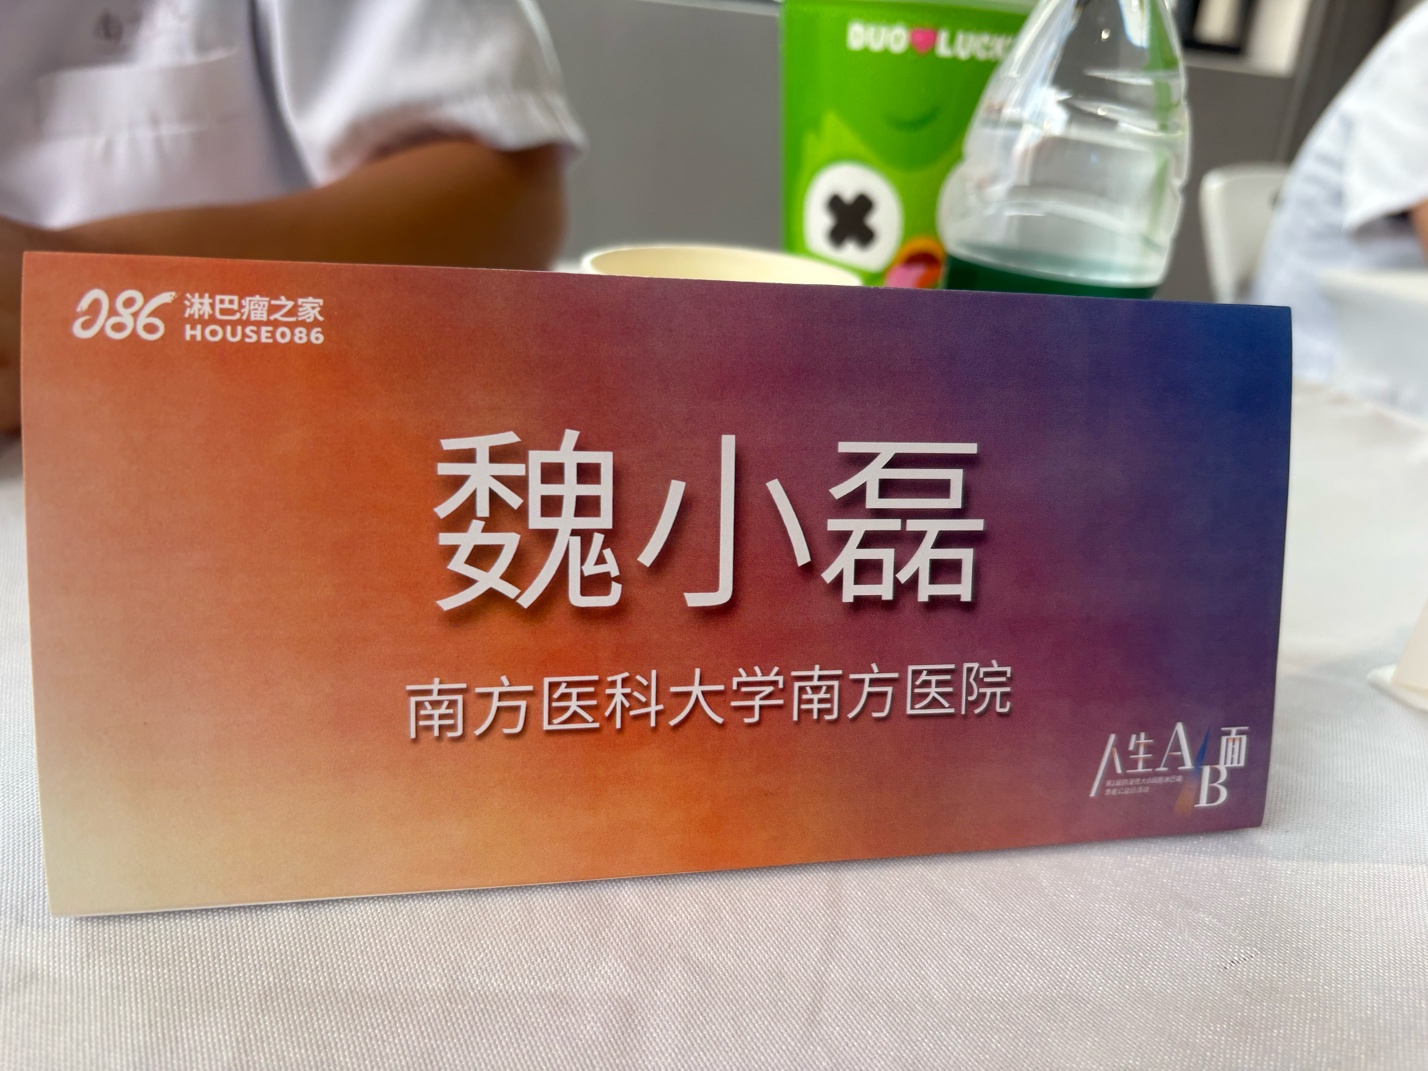 DUO LUCK
086 淋巴瘤之家
HOUSE086
魏小磊
南方医科大学南方医院
人生A B面